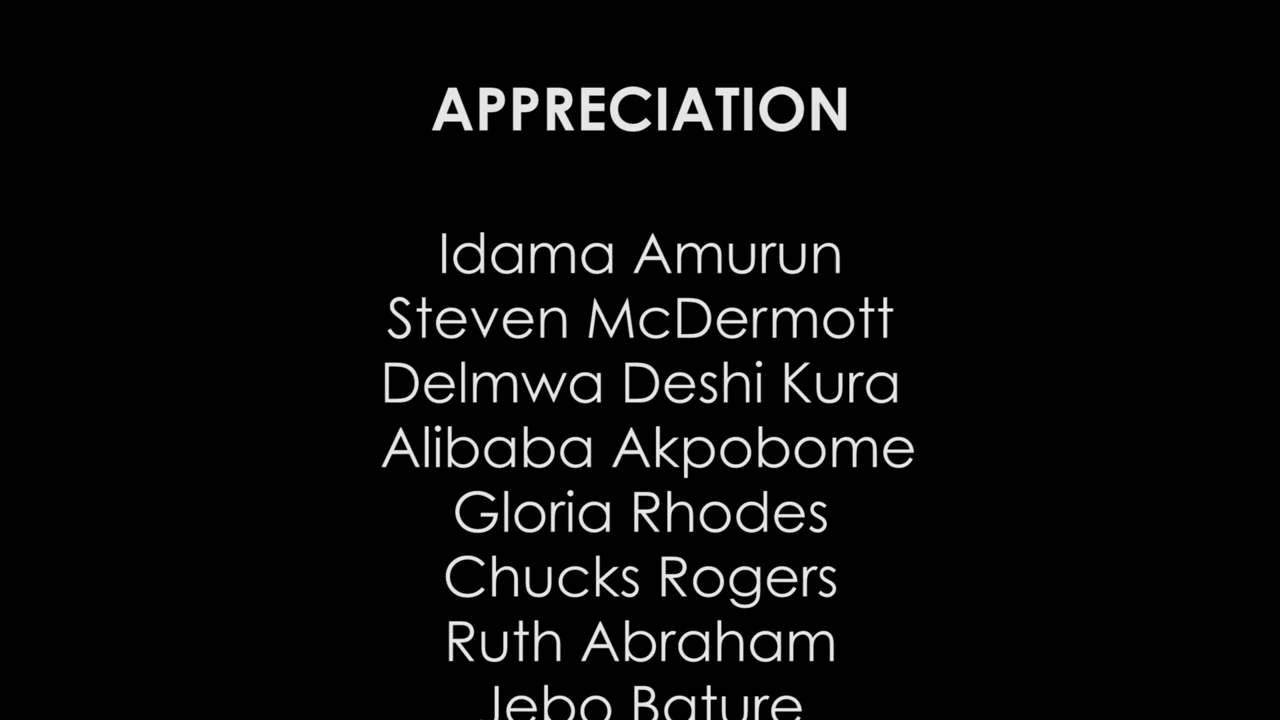 APPRECIATION
Idama Amurun
Steven McDermott
Delmwa Deshi Kura
Alibaba Akpobome
Gloria Rhodes
Chucks Rogers
Ruth Abraham
Jebo Bature